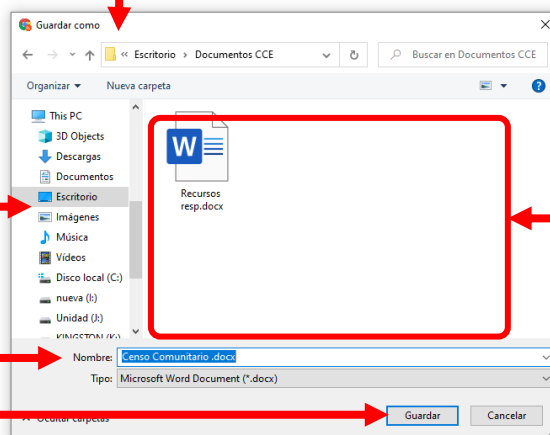 Guardar como
« Escritorio › Documentos CCE
Buscar en Documentos CCE
Organizar
Nueva carpeta
This PC
3D Objects
Descargas
Documentos
Escritorio
Imágenes
Música
Vídeos
Disco local (C:)
nueva (I:)
Unidad (J:)
KINGSTON (K:)
W
Recursos
resp.docx
Nombre: Censo Comunitario .docx
Tipo: Microsoft Word Document (*.docx)
Ocultar carpetas
Guardar
Cancelar